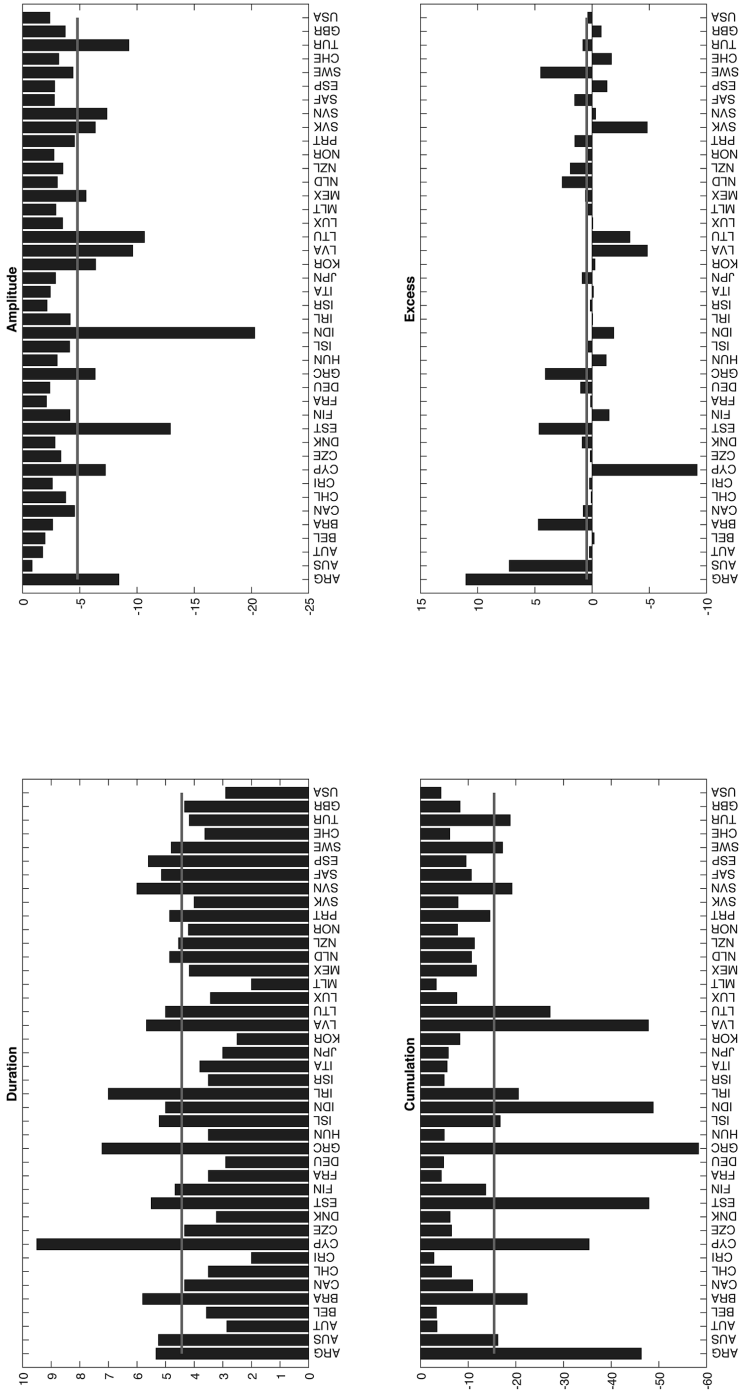 Duration
10
9
8
7
6
5
4
3
2
1
0
ARG
AUS
AUT
BEL
BRA
CAN
CHL
CRI
CYP
CZE
DNK
EST
FIN
FRA
DEU
GRC
HUN
ISL
IDN
IRL
ISR
ITA
JPN
KOR
LVA
LTU
LUX
MLT
MEX
NLD
NZL
NOR
PRT
SVK
SVN
SAF
ESP
SWE
CHE
TUR
GBR
USA
Amplitude
0
-5
-10
-15
-20
-25
ARG
AUS
AUT
BEL
BRA
CAN
CHL
CRI
CYP
CZE
DNK
EST
FIN
FRA
DEU
GRC
HUN
ISL
IDN
IRL
ISR
ITA
JPN
KOR
LVA
LTU
LUX
MLT
MEX
NLD
NZL
NOR
PRT
SVK
SVN
SAF
ESP
SWE
CHE
TUR
GBR
USA
Cumulation
0
-10
-20
-30
-40
-50
-60
ARG
AUS
AUT
BEL
BRA
CAN
CHL
CRI
CYP
CZE
DNK
EST
FIN
FRA
DEU
GRC
HUN
ISL
IDN
IRL
ISR
ITA
JPN
KOR
LVA
LTU
LUX
MLT
MEX
NLD
NZL
NOR
PRT
SVK
SVN
SAF
ESP
SWE
CHE
TUR
GBR
USA
Excess
15
10
5
0
-5
-10
ARG
AUS
AUT
BEL
BRA
CAN
CHL
CRI
CYP
CZE
DNK
EST
FIN
FRA
DEU
GRC
HUN
ISL
IDN
IRL
ISR
ITA
JPN
KOR
LVA
LTU
LUX
MLT
MEX
NLD
NZL
NOR
PRT
SVK
SVN
SAF
ESP
SWE
CHE
TUR
GBR
USA